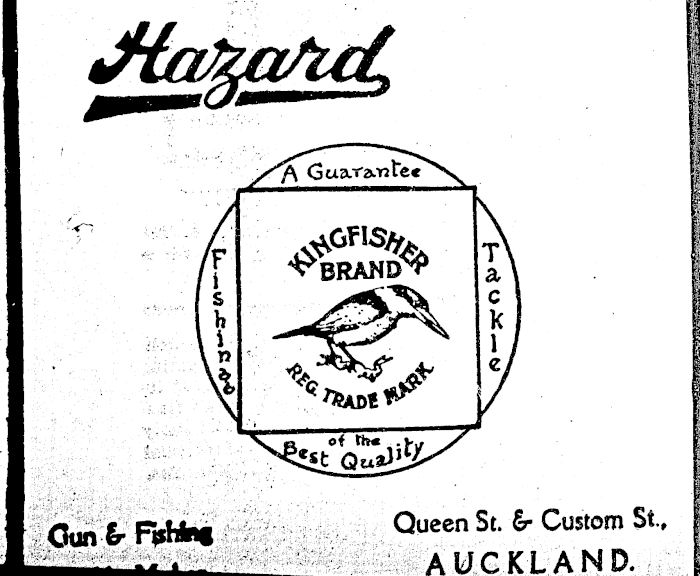 Hazard
A Guarantee
KINGFISHER
BRAND
Fishing
Tackle
REG. TRADE MARK
of the
Best Quality
Gun & Fishing
Queen St. & Custom St.,
AUCKLAND.